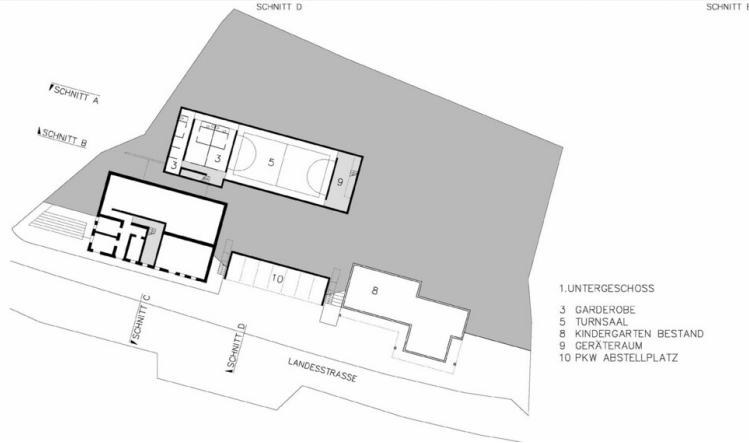 SCHNITT D
SCHNITT
SCHNITT A
SCHNITT B
3
3
5
9
10
8
SCHNITT C
SCHNITT D
LANDESSTRASSE
1.UNTERGESCHOSS
3 GARDEROBE
5 TURNSAAL
8 KINDERGARTEN BESTAND
9 GERÄTERAUM
10 PKW ABSTELLPLATZ